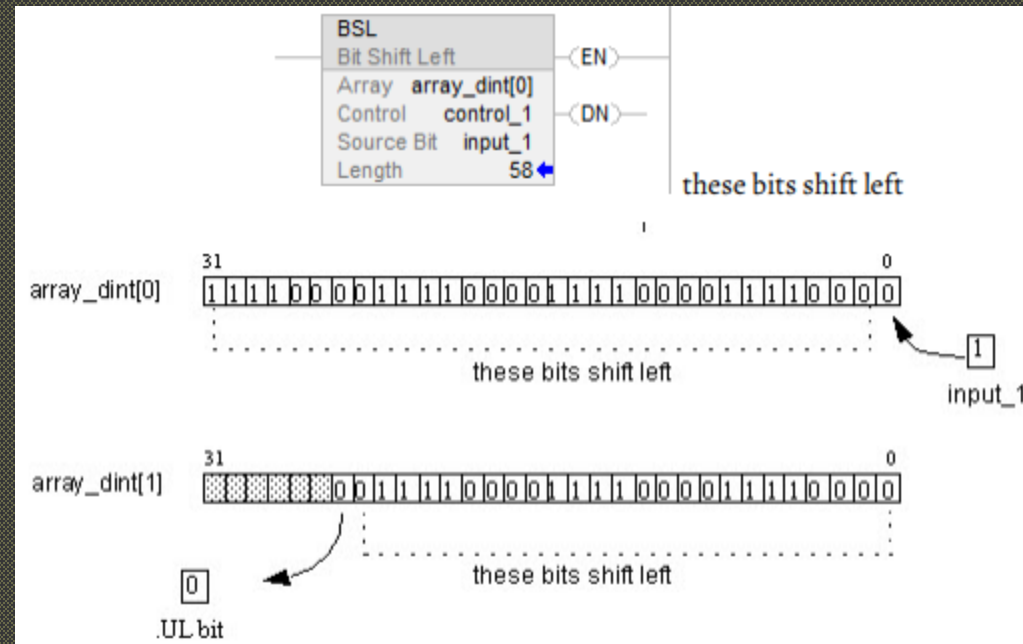 BSL
Bit Shift Left
(EN)
Array array_dint[0]
Control control_1
(DN)
Source Bit input_1
Length 58
these bits shift left
31 0
array_dint[0] 1 1 1 1 0 0 0 0 1 1 1 1 0 0 0 0 1 1 1 1 0 0 0 0 1 1 1 1 0 0 0 0
these bits shift left
1
input_1
31 0
array_dint[1] 0 0 1 1 1 1 0 0 0 0 1 1 1 1 0 0 0 0 1 1 1 1 0 0 0 0
these bits shift left
0
.UL bit